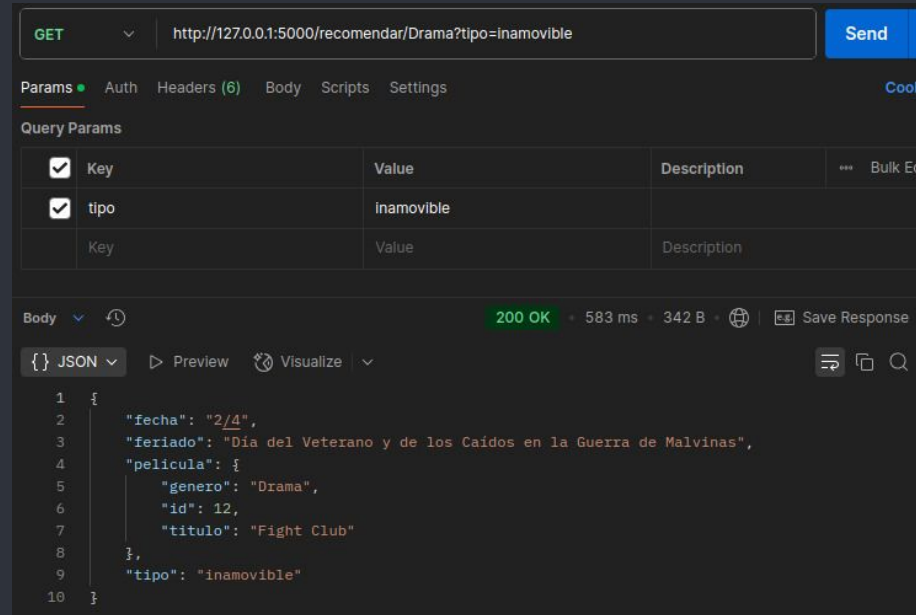 GET http://127.0.0.1:5000/recomendar/Drama?tipo=inamovible Send
Params Auth Headers (6) Body Scripts Settings
Query Params
Key Value Description Bulk
tipo inamovible
Key Value Description
Body 200 OK 583 ms 342 B e.g. Save Response
{} JSON Preview Visualize
1 {
2 "fecha": "2/4",
3 "feriado": "Día del Veterano y de los Caídos en la Guerra de Malvinas",
4 "pelicula": {
5 "genero": "Drama",
6 "id": 12,
7 "titulo": "Fight Club"
8 },
9 "tipo": "inamovible"
10 }